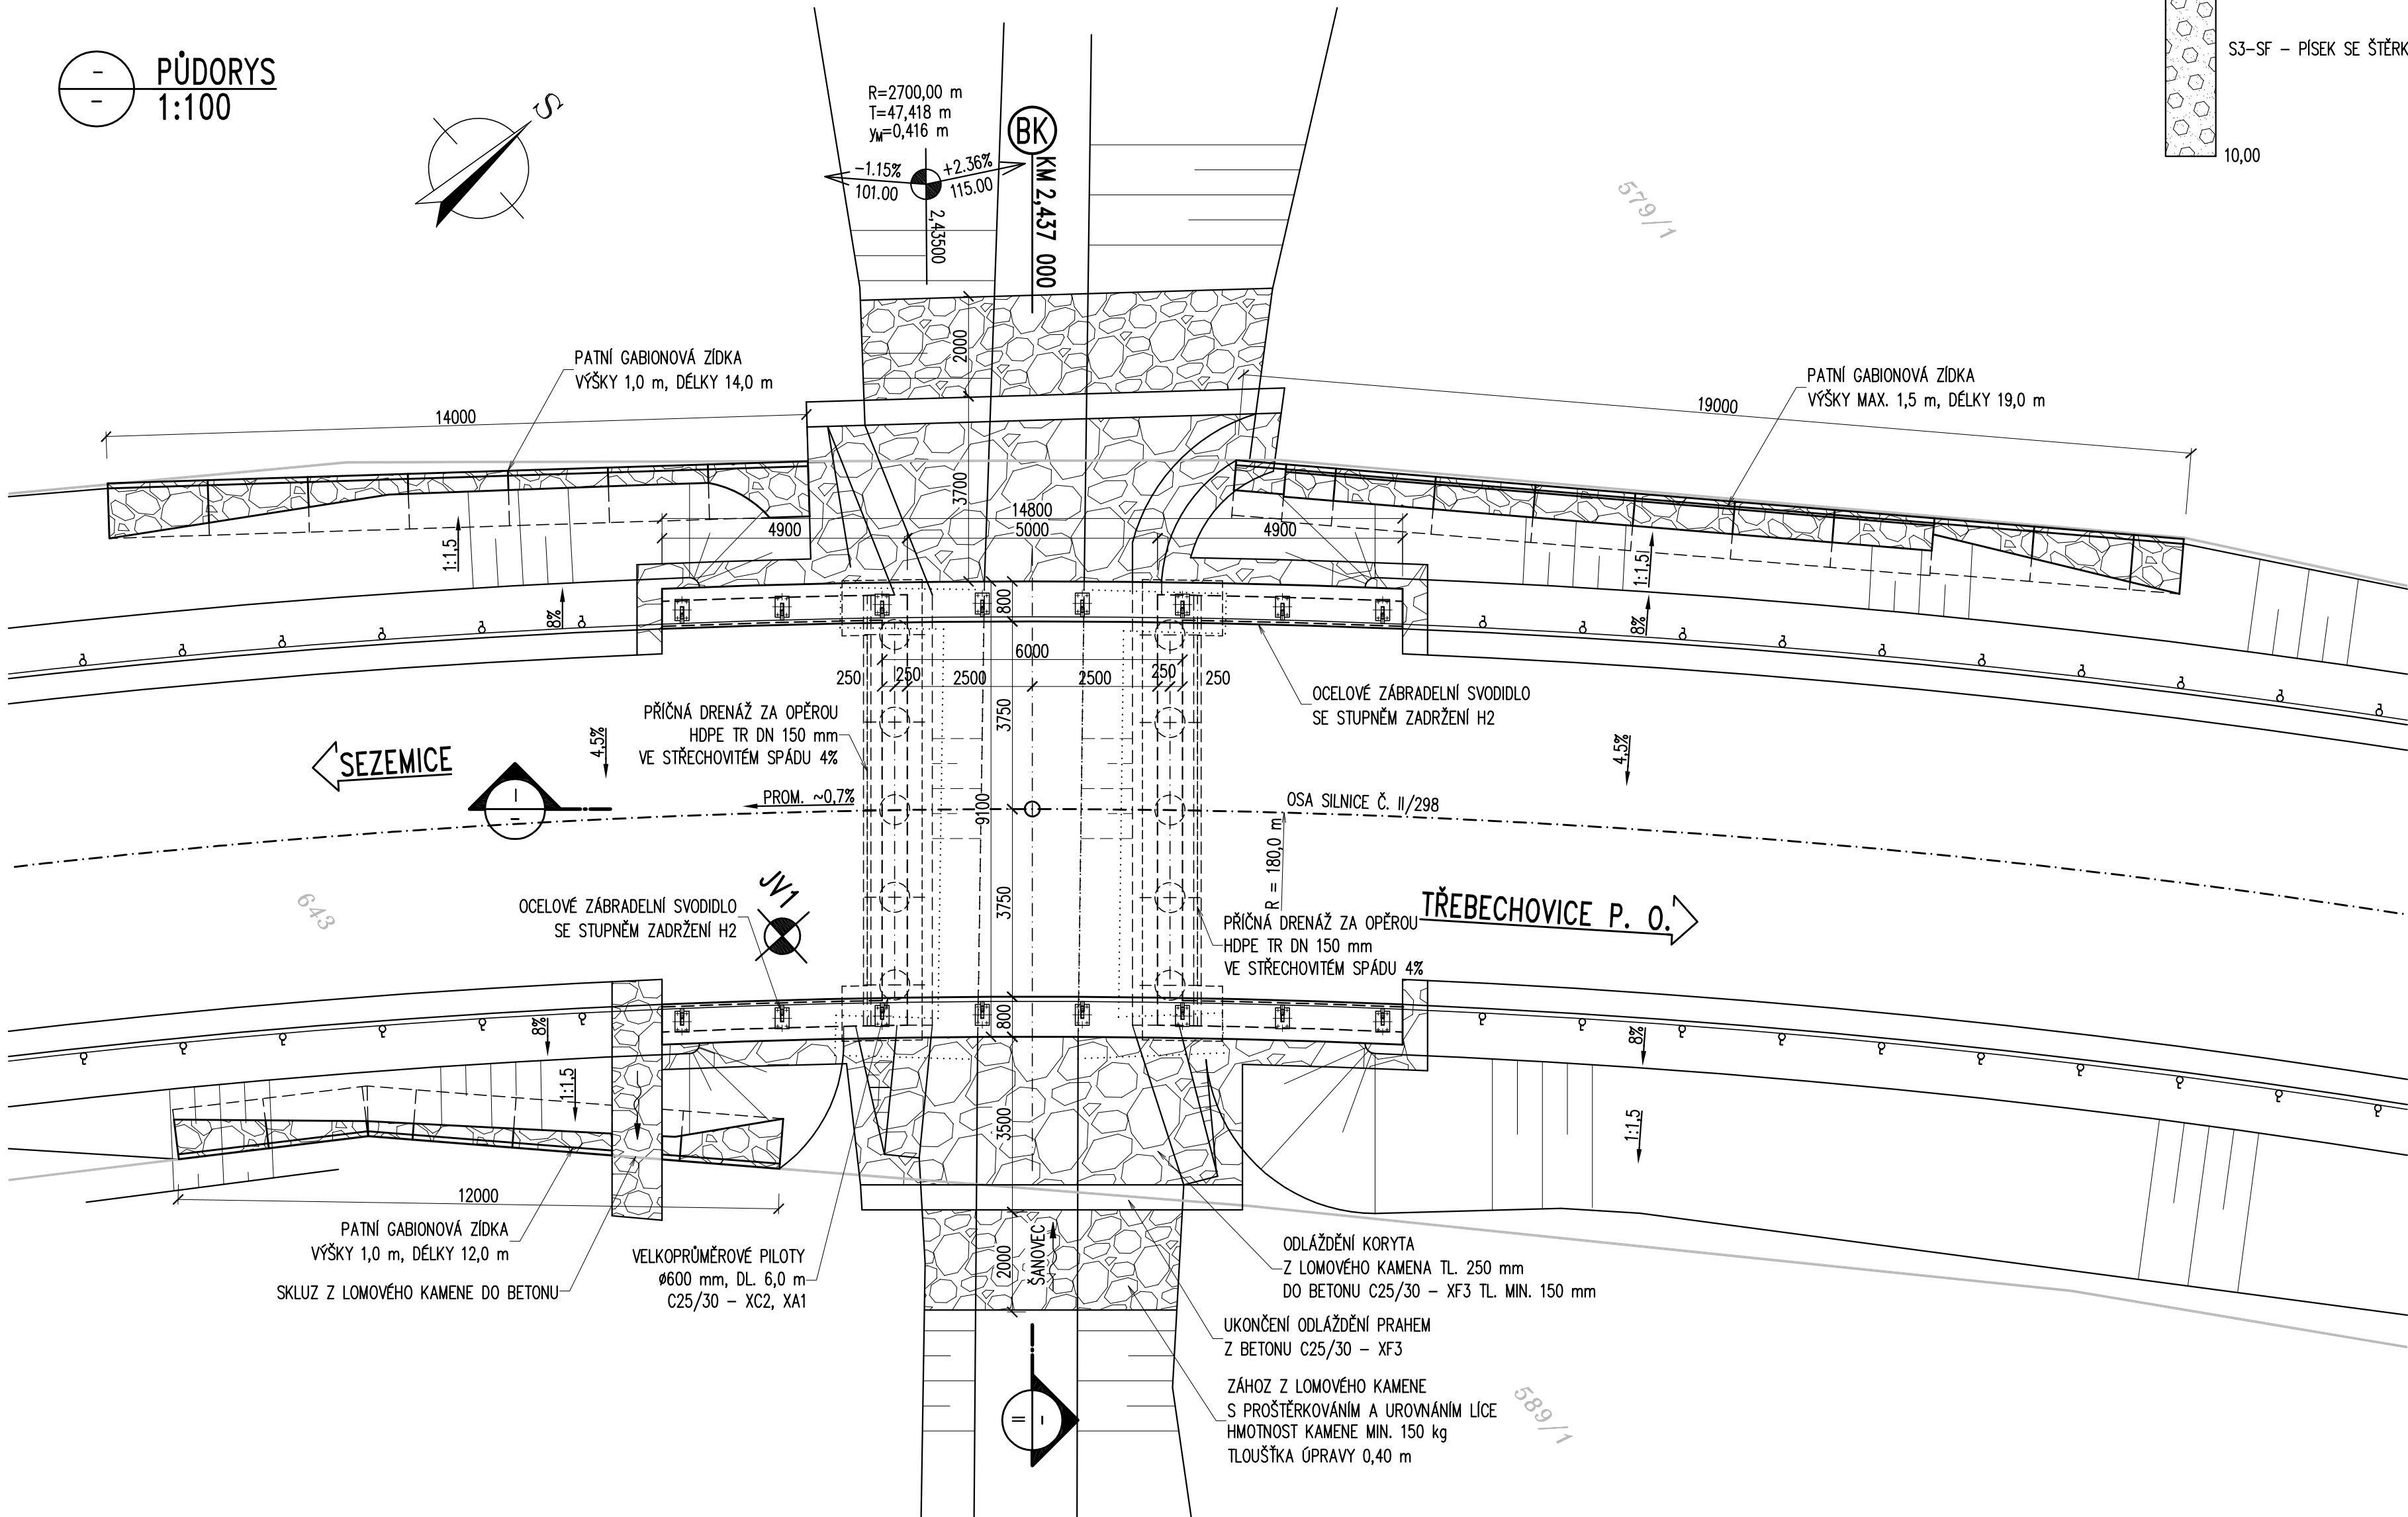 PŮDORYS
1:100
S
R=2700,00 m
T=47,418 m
yM=0,416 m
-1.15%
101.00
+2.36%
115.00
2,43500
BK
KM 2,437 000
579/1
S3-SF - PÍSEK SE ŠTĚRK
10,00
PATNÍ GABIONOVÁ ZÍDKA
VÝŠKY 1,0 m, DÉLKY 14,0 m
14000
2000
PATNÍ GABIONOVÁ ZÍDKA
VÝŠKY MAX. 1,5 m, DÉLKY 19,0 m
19000
3700
14800
4900
5000
4900
1:1,5
8%
1:1,5
8%
800
6000
250
250
2500
2500
250
250
OCELOVÉ ZÁBRADELNÍ SVODIDLO
SE STUPNĚM ZADRŽENÍ H2
PŘÍČNÁ DRENÁŽ ZA OPĚROU
HDPE TR DN 150 mm
VE STŘECHOVITÉM SPÁDU 4%
3750
SEZEMICE
4,5%
4,5%
PROM. ~0,7%
9100
OSA SILNICE Č. II/298
R = 180,0 m
I
-
643
JV1
OCELOVÉ ZÁBRADELNÍ SVODIDLO
SE STUPNĚM ZADRŽENÍ H2
3750
TŘEBECHOVICE P. O.
PŘÍČNÁ DRENÁŽ ZA OPĚROU
HDPE TR DN 150 mm
VE STŘECHOVITÉM SPÁDU 4%
8%
800
8%
1:1,5
3500
1:1,5
12000
PATNÍ GABIONOVÁ ZÍDKA
VÝŠKY 1,0 m, DÉLKY 12,0 m
SKLUZ Z LOMOVÉHO KAMENE DO BETONU
VELKOPRŮMĚROVÉ PILOTY
ø600 mm, DL. 6,0 m
C25/30 - XC2, XA1
2000
ŠANOVEC
ODLÁŽDĚNÍ KORYTA
Z LOMOVÉHO KAMENA TL. 250 mm
DO BETONU C25/30 - XF3 TL. MIN. 150 mm
UKONČENÍ ODLÁŽDĚNÍ PRAHEM
Z BETONU C25/30 - XF3
ZÁHOZ Z LOMOVÉHO KAMENE
S PROŠTĚRKOVÁNÍM A UROVNÁNÍM LÍCE
HMOTNOST KAMENE MIN. 150 kg
TLOUŠŤKA ÚPRAVY 0,40 m
II
-
589/1